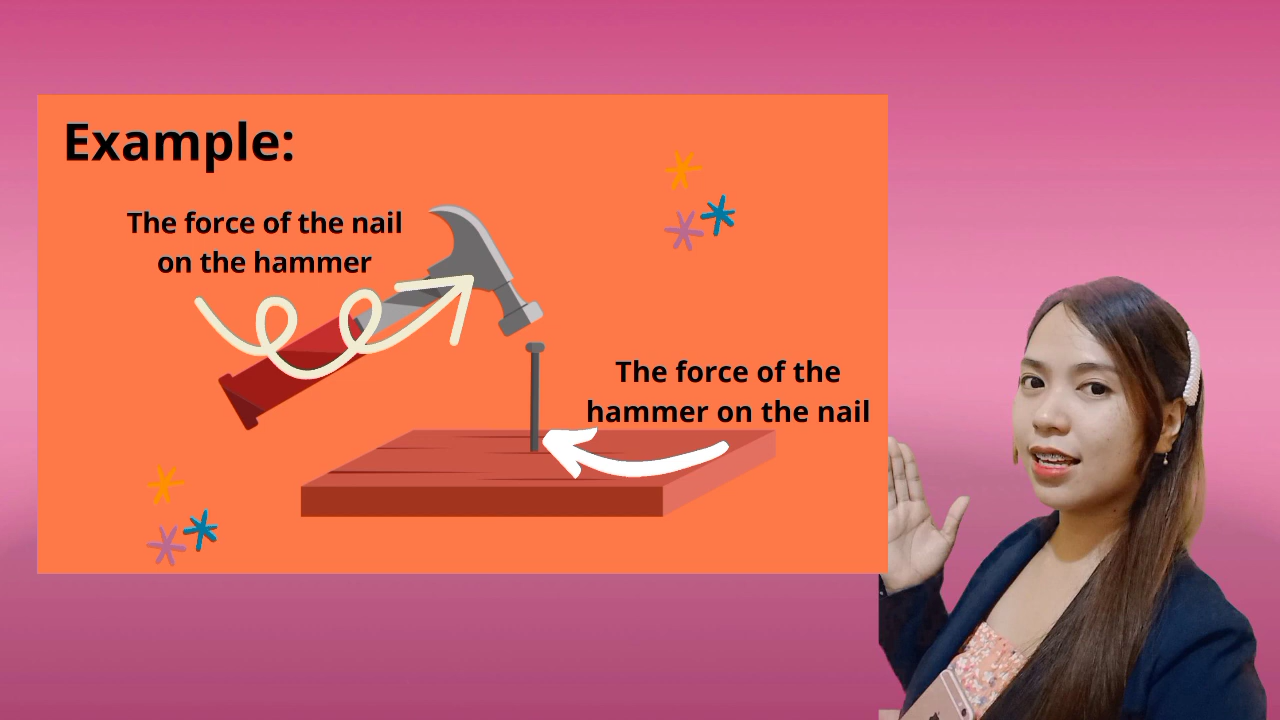 Example:
The force of the nail
on the hammer
The force of the
hammer on the nail